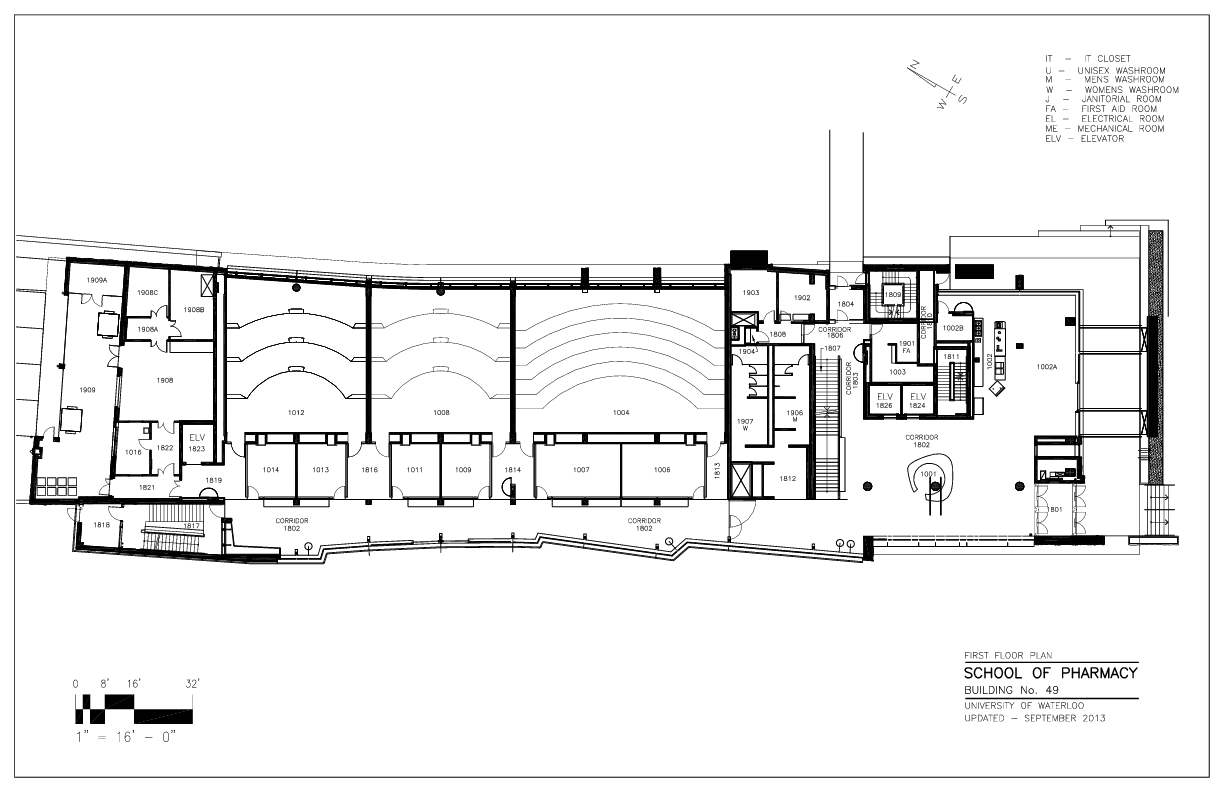 N
E
W
S
IT – IT CLOSET
U – UNISEX WASHROOM
M – MENS WASHROOM
W – WOMENS WASHROOM
J – JANITORIAL ROOM
FA – FIRST AID ROOM
EL – ELECTRICAL ROOM
ME – MECHANICAL ROOM
ELV – ELEVATOR
1909A
1908C
1908B
1908A
1908
1909
1016
1822
ELV
1823
1821
1819
1818
1817
1012
1008
1004
1014
1013
1816
1011
1009
1814
1007
1006
1813
CORRIDOR
1802
CORRIDOR
1802
1903
1902
1804
1808
CORRIDOR
1806
1807
1904
1907
W
1906
M
1812
CORRIDOR
1803
1809
CORRIDOR
1810
1901
FA
1003
ELV
1826
ELV
1824
1002B
1811
1002
1002A
CORRIDOR
1802
1001
1801
0 8' 16' 32'
1" = 16' – 0"
FIRST FLOOR PLAN
SCHOOL OF PHARMACY
BUILDING No. 49
UNIVERSITY OF WATERLOO
UPDATED – SEPTEMBER 2013